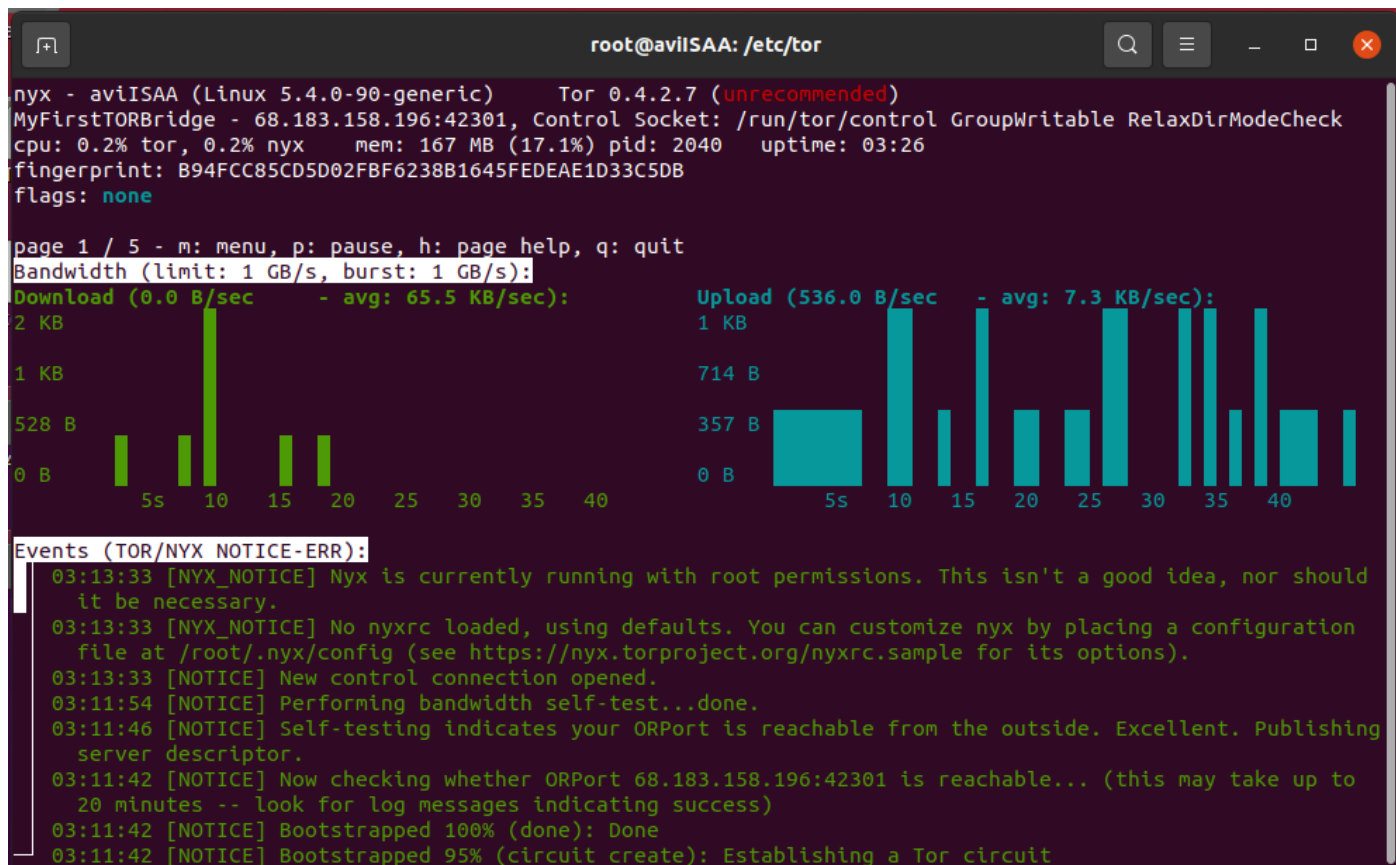 root@aviISAA: /etc/tor
nyx - aviISAA (Linux 5.4.0-90-generic)     Tor 0.4.2.7 (unrecommended)
MyFirstTORBridge - 68.183.158.196:42301, Control Socket: /run/tor/control GroupWritable RelaxDirModeCheck
cpu: 0.2% tor, 0.2% nyx    mem: 167 MB (17.1%) pid: 2040   uptime: 03:26
fingerprint: B94FCC85CD5D02FBF6238B1645FEDEAE1D33C5DB
flags: none
page 1 / 5 - m: menu, p: pause, h: page help, q: quit
Bandwidth (limit: 1 GB/s, burst: 1 GB/s):
Download (0.0 B/sec     - avg: 65.5 KB/sec):
2 KB
1 KB
528 B
0 B
5s 10 15 20 25 30 35 40
Upload (536.0 B/sec   - avg: 7.3 KB/sec):
1 KB
714 B
357 B
0 B
5s 10 15 20 25 30 35 40
Events (TOR/NYX NOTICE-ERR):
03:13:33 [NYX_NOTICE] Nyx is currently running with root permissions. This isn't a good idea, nor should
it be necessary.
03:13:33 [NYX_NOTICE] No nyxrc loaded, using defaults. You can customize nyx by placing a configuration
file at /root/.nyx/config (see https://nyx.torproject.org/nyxrc.sample for its options).
03:13:33 [NOTICE] New control connection opened.
03:11:54 [NOTICE] Performing bandwidth self-test...done.
03:11:46 [NOTICE] Self-testing indicates your ORPort is reachable from the outside. Excellent. Publishing
server descriptor.
03:11:42 [NOTICE] Now checking whether ORPort 68.183.158.196:42301 is reachable... (this may take up to
20 minutes -- look for log messages indicating success)
03:11:42 [NOTICE] Bootstrapped 100% (done): Done
03:11:42 [NOTICE] Bootstrapped 95% (circuit_create): Establishing a Tor circuit